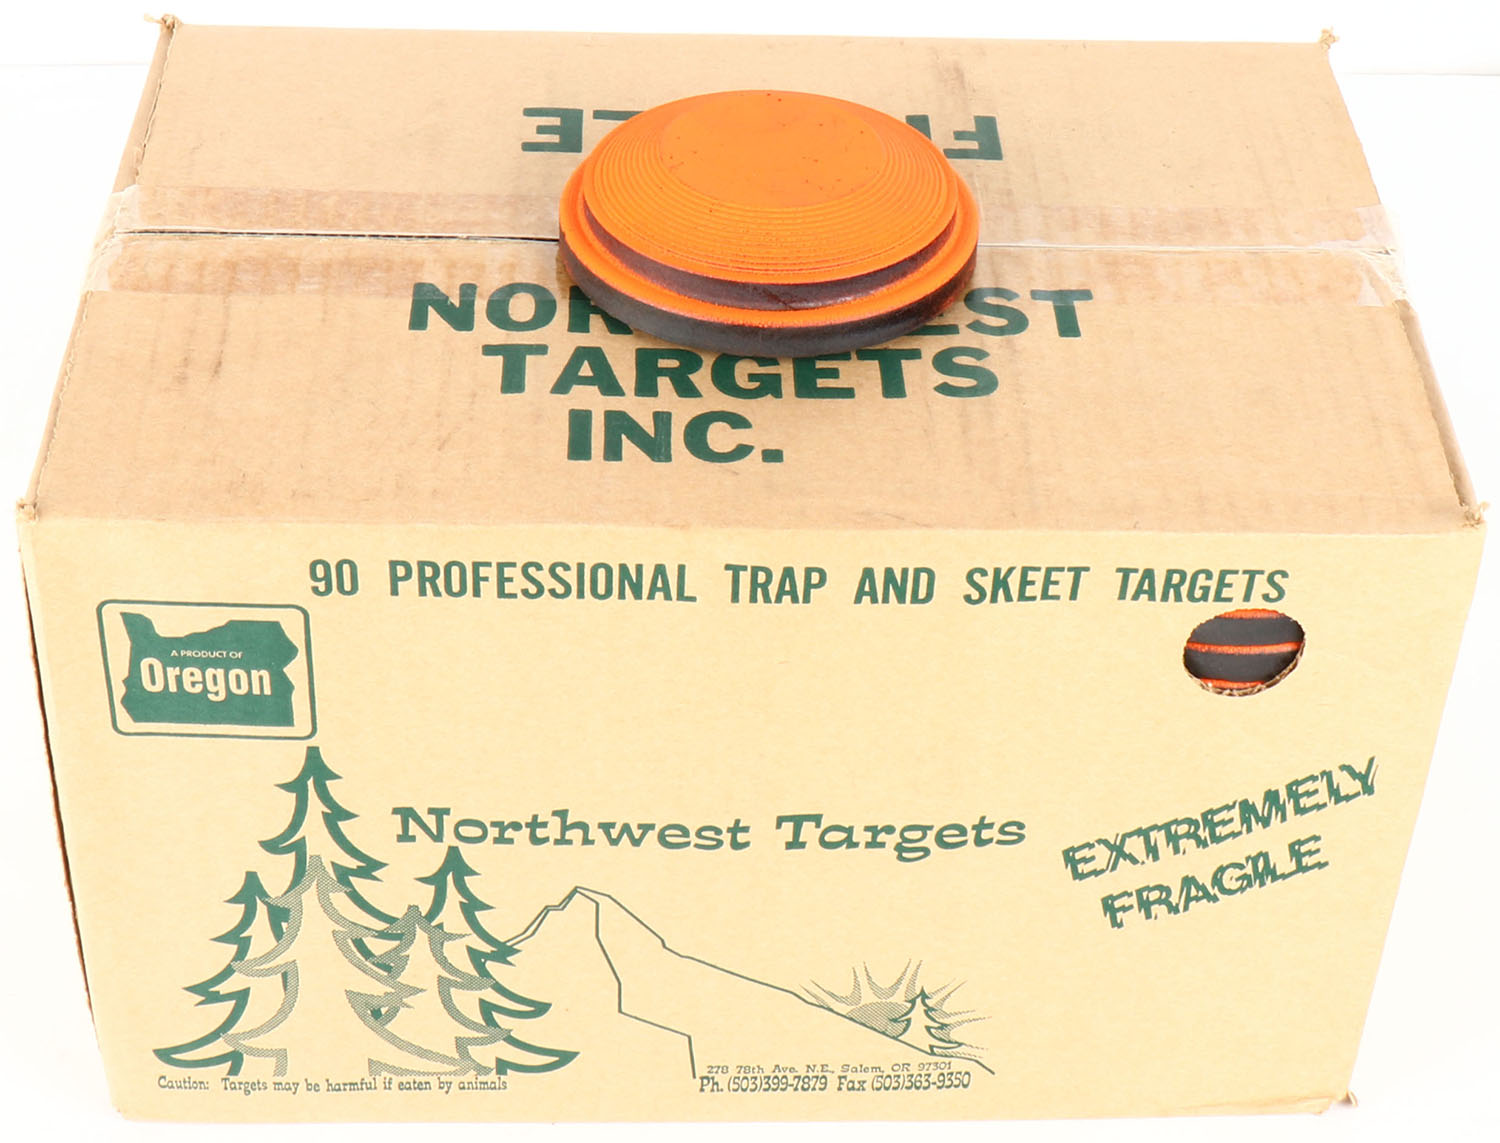 NORTHWEST
TARGETS
INC.
90 PROFESSIONAL TRAP AND SKEET TARGETS
A PRODUCT OF
Oregon
Northwest Targets
EXTREMELY
FRAGILE
278 78th Ave. N.E., Salem, OR 97301
Ph. (503)399-7879 Fax (503)363-9350
Caution: Targets may be harmful if eaten by animals